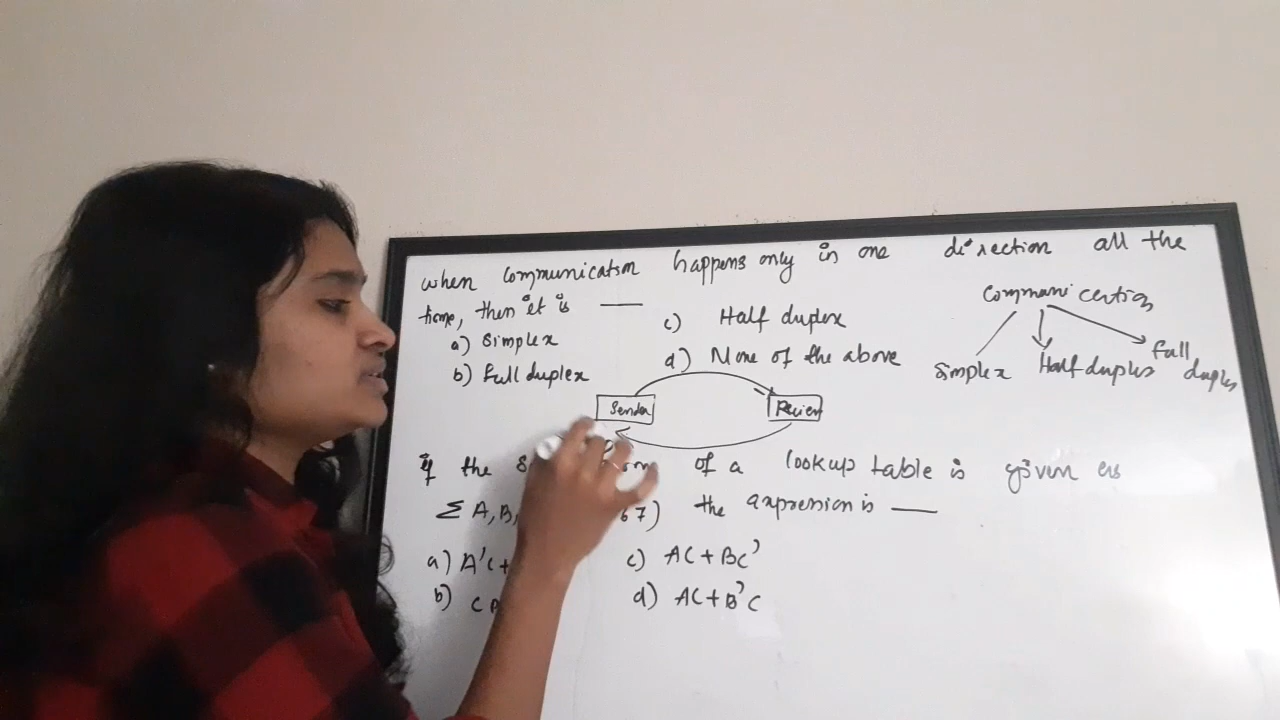 when communication happens only in one direction all the
time, then it is ___
a) Simplex
b) full duplex
c) Half duplex
d) None of the above
Communication
Simplex Half duplex full duplex
Sender
if the of a lookup table is given as
Σ A, B, 67) the expression is ___
a) A'C+
b)
c) AC+BC'
d) AC+B'C